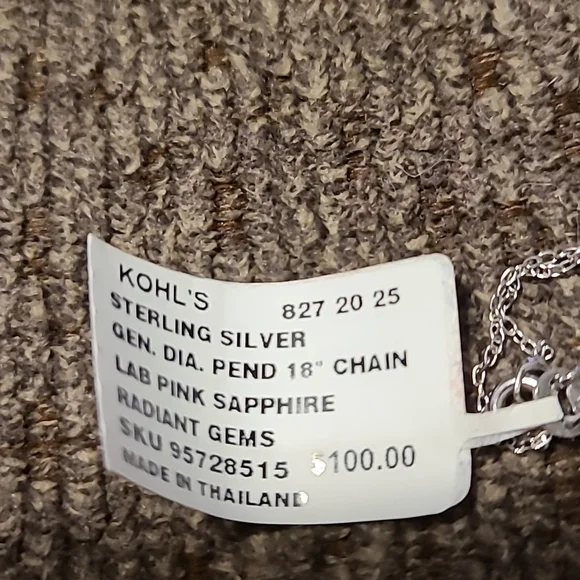 KOHL'S 827 20 25
STERLING SILVER
GEN. DIA. PEND 18" CHAIN
LAB PINK SAPPHIRE
RADIANT GEMS
SKU 95728515 $100.00
MADE IN THAILAND